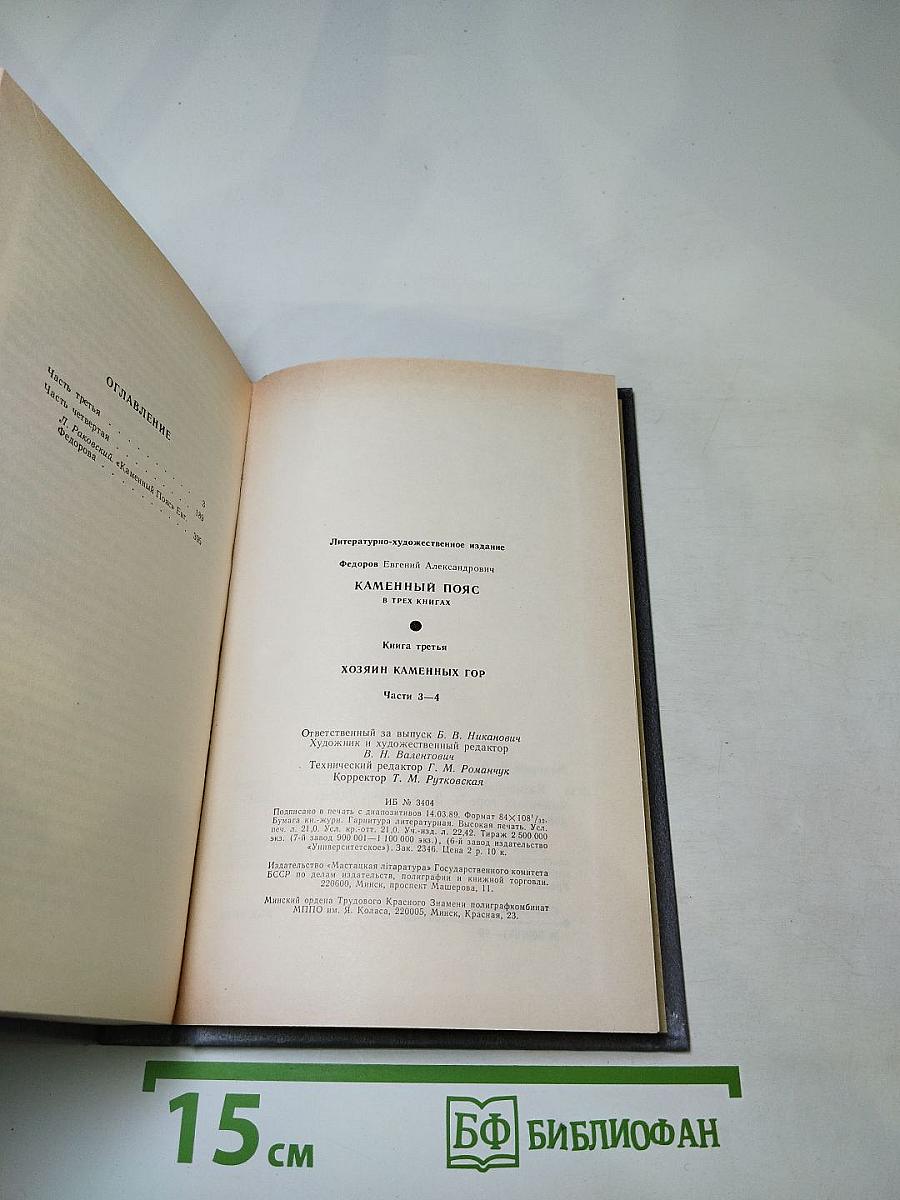 ОГЛАВЛЕНИЕ
Часть третья . . . . . . . 3
Часть четвертая . . . . . . 189
Л. Раковский. «Каменный Пояс» Евг.
Федорова . . . . . . . 395
Литературно-художественное издание
Федоров Евгений Александрович
КАМЕННЫЙ ПОЯС
В ТРЕХ КНИГАХ
Книга третья
ХОЗЯИН КАМЕННЫХ ГОР
Части 3—4
Ответственный за выпуск Б. В. Никанович
Художник и художественный редактор
В. Н. Валентович
Технический редактор Г. М. Романчук
Корректор Т. М. Рутковская
ИБ № 3404
Подписано в печать с диапозитивов 14.03.89. Формат 84×108¹/₃₂.
Бумага кн.-журн. Гарнитура литературная. Высокая печать. Усл.
печ. л. 21,0. Усл. кр.-отт. 21,0. Уч.-изд. л. 22,42. Тираж 2 500 000
экз. (7-й завод 900 001—1 100 000 экз.), (6-й завод издательство
«Университетское»). Зак. 2346. Цена 2 р. 10 к.
Издательство «Мастацкая літаратура» Государственного комитета
БССР по делам издательств, полиграфии и книжной торговли.
220600, Минск, проспект Машерова, 11.
Минский ордена Трудового Красного Знамени полиграфкомбинат
МППО им. Я. Коласа, 220005, Минск, Красная, 23.
15 см
БФ БИБЛИОФАН